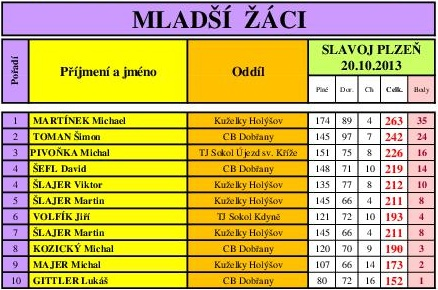 MLADŠÍ ŽÁCI
Pořadí Příjmení a jméno Oddíl SLAVOJ PLZEŇ
20.10.2013
Plné Dor. Ch Celk. Body
1 MARTÍNEK Michael Kuželky Holýšov 174 89 4 263 35
2 TOMAN Šimon CB Dobřany 145 97 7 242 24
3 PIVOŇKA Michal TJ Sokol Újezd sv. Kříže 151 75 8 226 16
4 ŠEFL David CB Dobřany 148 71 10 219 14
4 ŠLAJER Viktor Kuželky Holýšov 135 77 8 212 10
5 ŠLAJER Martin Kuželky Holýšov 145 66 4 211 8
6 VOLFÍK Jiří TJ Sokol Kdyně 121 72 10 193 4
7 ŠLAJER Martin Kuželky Holýšov 145 66 4 211 8
8 KOZICKÝ Michal CB Dobřany 120 70 9 190 3
9 MAJER Michal Kuželky Holýšov 107 66 14 173 2
10 GITTLER Lukáš CB Dobřany 80 72 16 152 1